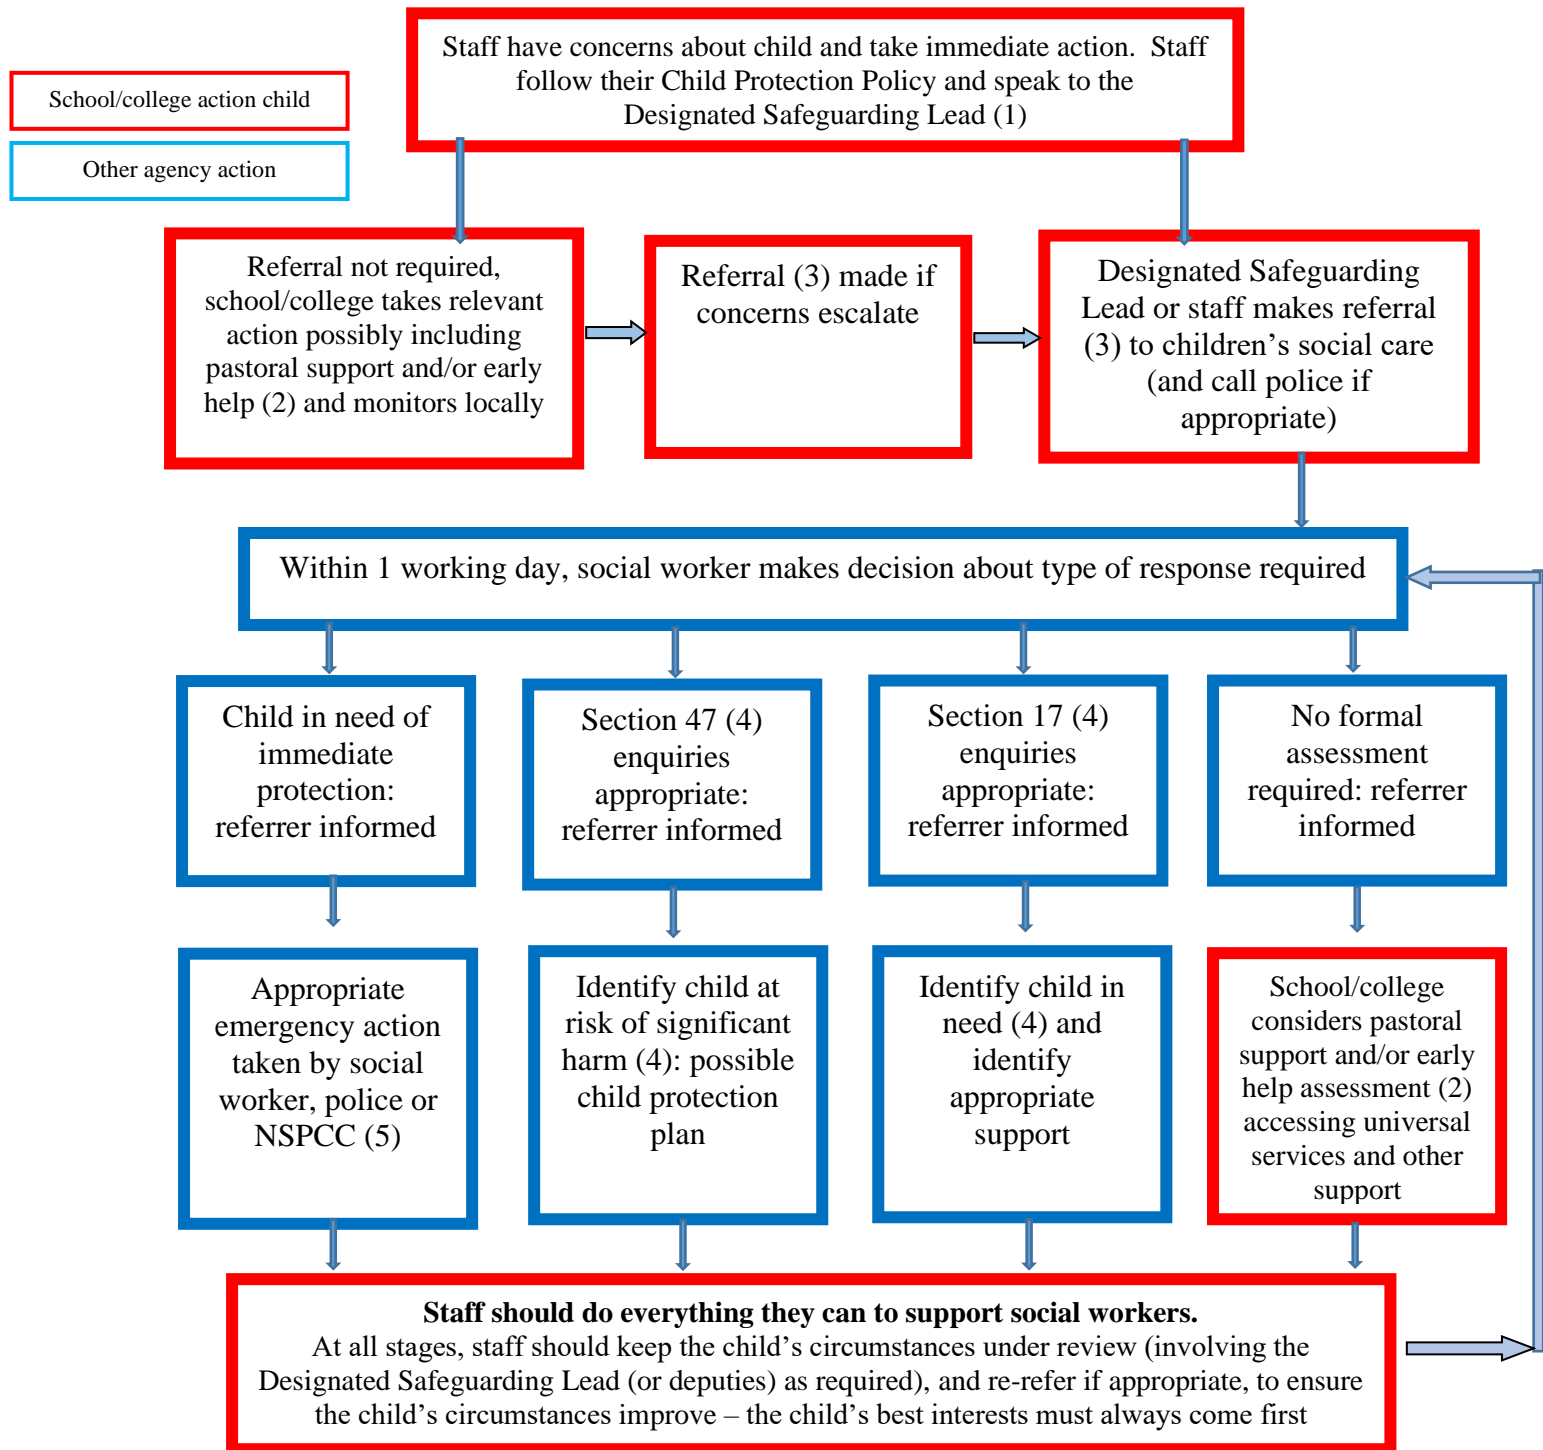 Staff have concerns about child and take immediate action.  Staff
follow their Child Protection Policy and speak to the
Designated Safeguarding Lead (1)
School/college action child
Other agency action
Referral not required,
school/college takes relevant
action possibly including
pastoral support and/or early
help (2) and monitors locally
Referral (3) made if
concerns escalate
Designated Safeguarding
Lead or staff makes referral
(3) to children’s social care
(and call police if
appropriate)
Within 1 working day, social worker makes decision about type of response required
Child in need of
immediate
protection:
referrer informed
Section 47 (4)
enquiries
appropriate:
referrer informed
Section 17 (4)
enquiries
appropriate:
referrer informed
No formal
assessment
required: referrer
informed
Appropriate
emergency action
taken by social
worker, police or
NSPCC (5)
Identify child at
risk of significant
harm (4): possible
child protection
plan
Identify child in
need (4) and
identify
appropriate
support
School/college
considers pastoral
support and/or early
help assessment (2)
accessing universal
services and other
support
Staff should do everything they can to support social workers.
At all stages, staff should keep the child’s circumstances under review (involving the
Designated Safeguarding Lead (or deputies) as required), and re-refer if appropriate, to ensure
the child’s circumstances improve – the child’s best interests must always come first